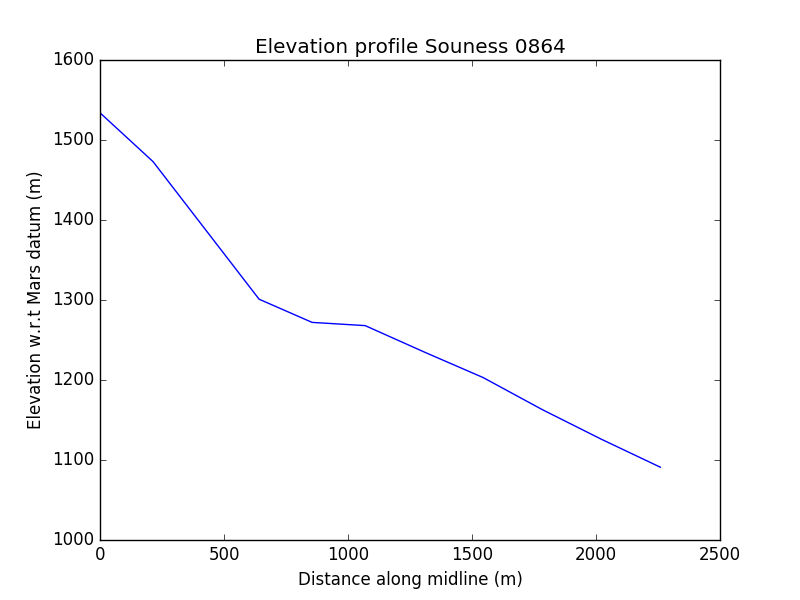 Elevation profile Souness 0864
1600
1500
1400
1300
1200
1100
1000
Elevation w.r.t Mars datum (m)
0 500 1000 1500 2000 2500
Distance along midline (m)